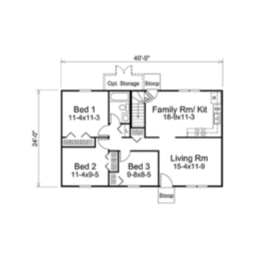 40'-0"
Opt. Storage
Stoop
Bed 1
11-4x11-3
Family Rm/ Kit
18-9x11-3
24'-0"
Bed 2
11-4x9-5
Bed 3
9-8x8-5
Living Rm
15-4x11-9
Stoop